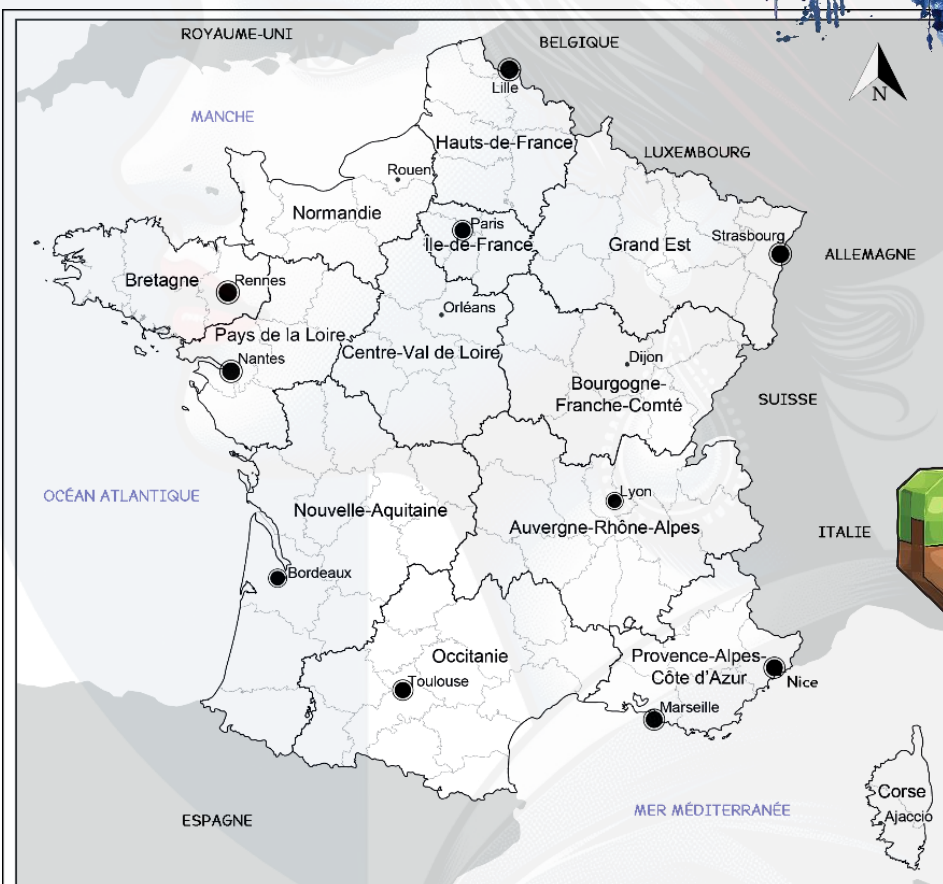 ROYAUME-UNI
BELGIQUE
N
Lille
MANCHE
Hauts-de-France
LUXEMBOURG
Rouen
Normandie
Paris
Île-de-France
Grand Est
Strasbourg
ALLEMAGNE
Bretagne
Rennes
Orléans
Pays de la Loire
Nantes
Centre-Val de Loire
Dijon
Bourgogne-
Franche-Comté
SUISSE
OCÉAN ATLANTIQUE
Nouvelle-Aquitaine
Lyon
Auvergne-Rhône-Alpes
ITALIE
Bordeaux
Occitanie
Toulouse
Provence-Alpes-
Côte d'Azur
Nice
Marseille
ESPAGNE
MER MÉDITERRANÉE
Corse
Ajaccio